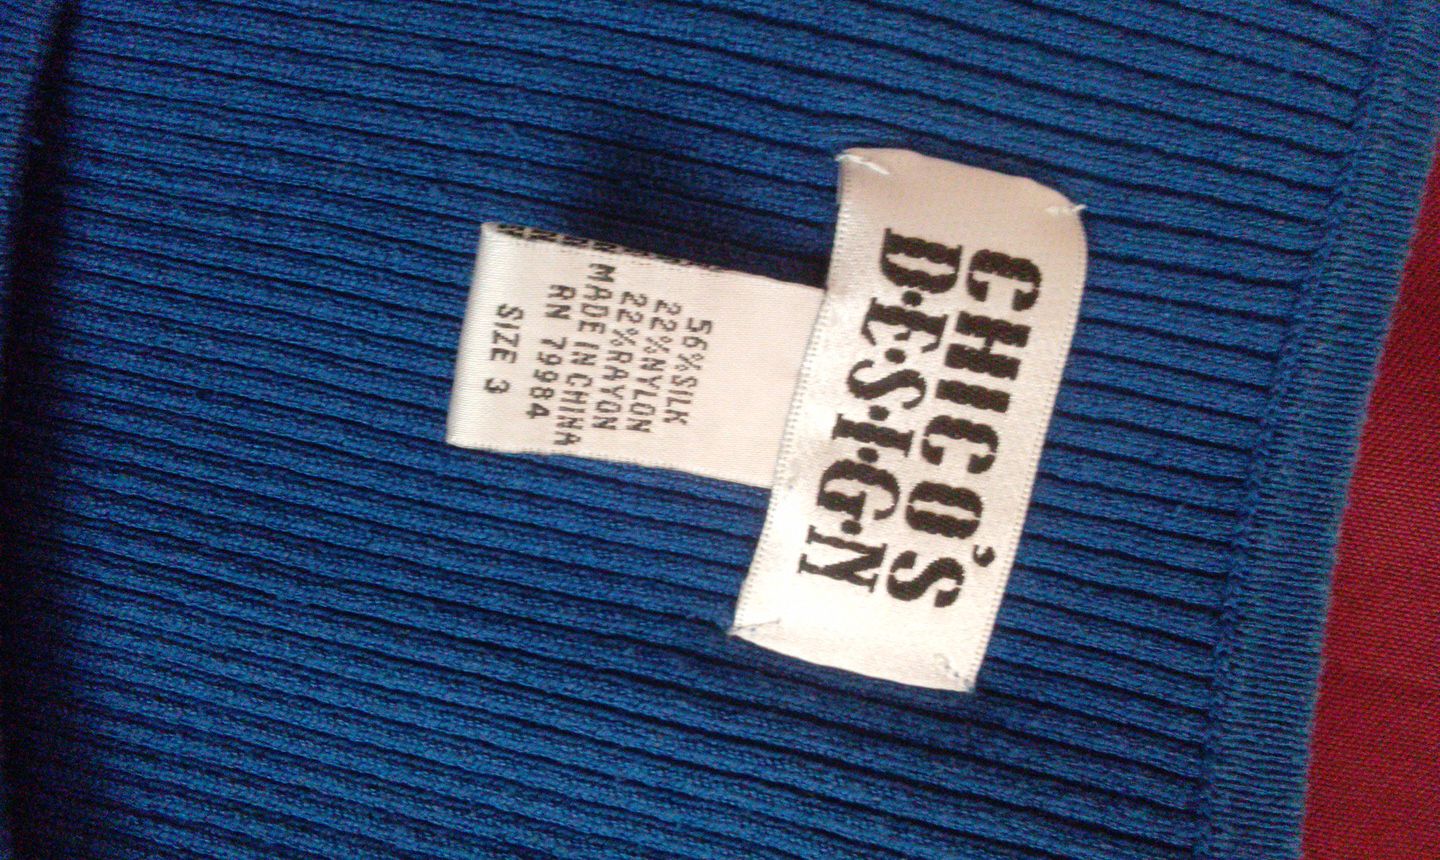 CHICO'S
D·E·S·I·G·N
56%SILK
22%NYLON
22%RAYON
MADE IN CHINA
RN 79984
SIZE 3